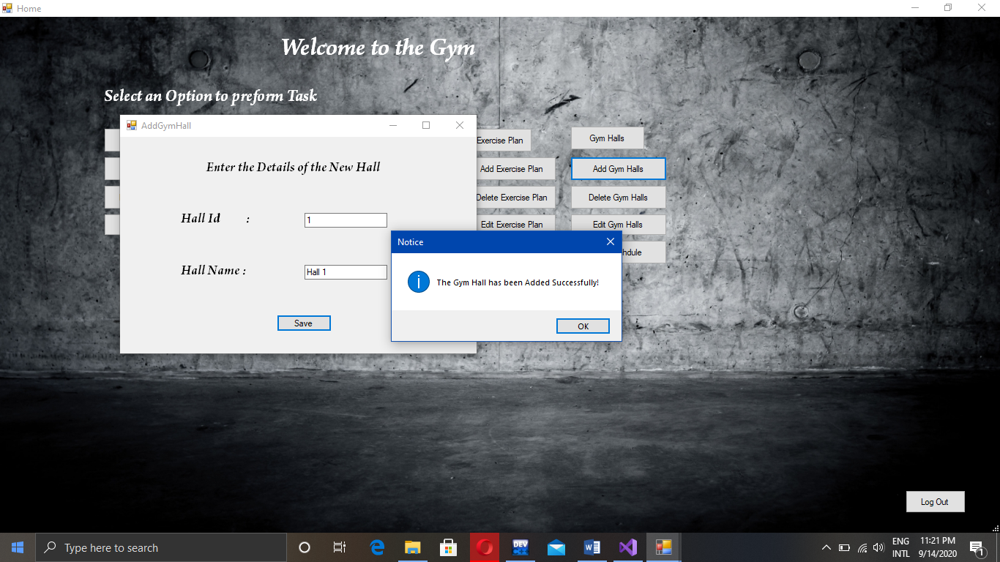 Home
Welcome to the Gym
Select an Option to preform Task
AddGymHall
Enter the Details of the New Hall
Hall Id :
1
Hall Name :
Hall 1
Save
Exercise Plan
Add Exercise Plan
Delete Exercise Plan
Edit Exercise Plan
Gym Halls
Add Gym Halls
Delete Gym Halls
Edit Gym Halls
hdule
Notice
The Gym Hall has been Added Successfully!
OK
Log Out
Type here to search
DEV
ENG
INTL
11:21 PM
9/14/2020
1